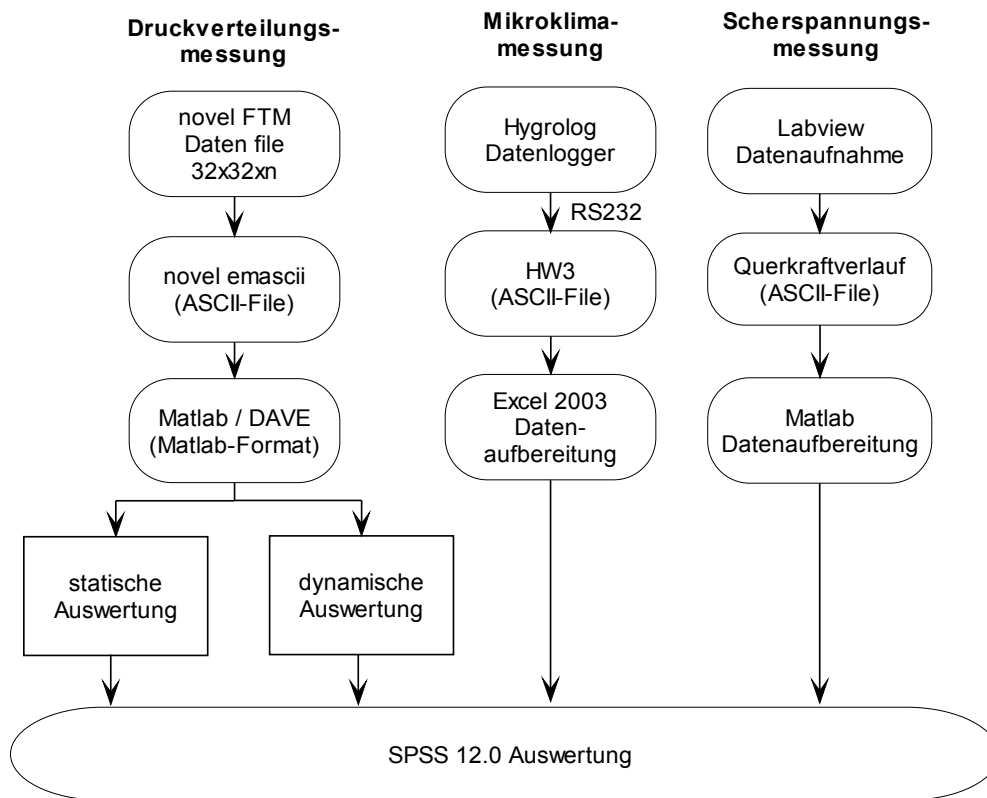 Druckverteilungs-
messung
Mikroklima-
messung
Scherspannungs-
messung
novel FTM
Daten file
32x32xn
Hygrolog
Datenlogger
Labview
Datenaufnahme
RS232
novel emascii
(ASCII-File)
HW3
(ASCII-File)
Querkraftverlauf
(ASCII-File)
Matlab / DAVE
(Matlab-Format)
Excel 2003
Daten-
aufbereitung
Matlab
Datenaufbereitung
statische
Auswertung
dynamische
Auswertung
SPSS 12.0 Auswertung